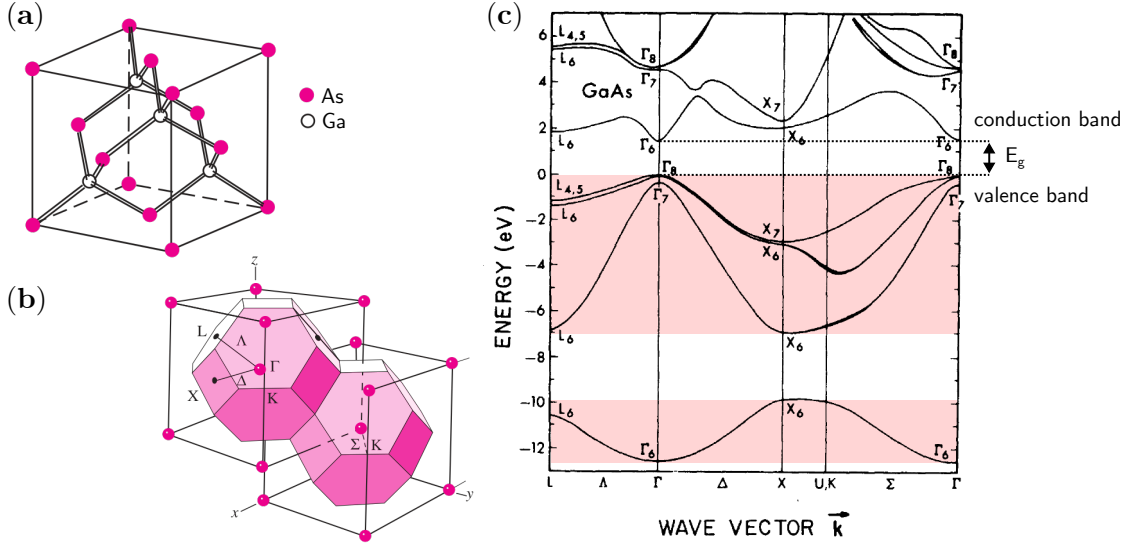 (a)
As
Ga
(b)
z
L
Λ
Γ
Δ
X
K
Σ K
x
y
(c)
ENERGY (eV)
6
4
2
0
-2
-4
-6
-8
-10
-12
GaAs
L4,5
L6
Γ8
Γ7
X7
X6
Γ8
Γ7
L6
Γ6
Γ6
conduction band
Eg
valence band
L4,5
L6
Γ8
Γ7
X7
X6
Γ8
Γ7
L6
X6
L6
X6
Γ6
Γ6
L Λ Γ Δ X U,K Σ Γ
WAVE VECTOR k